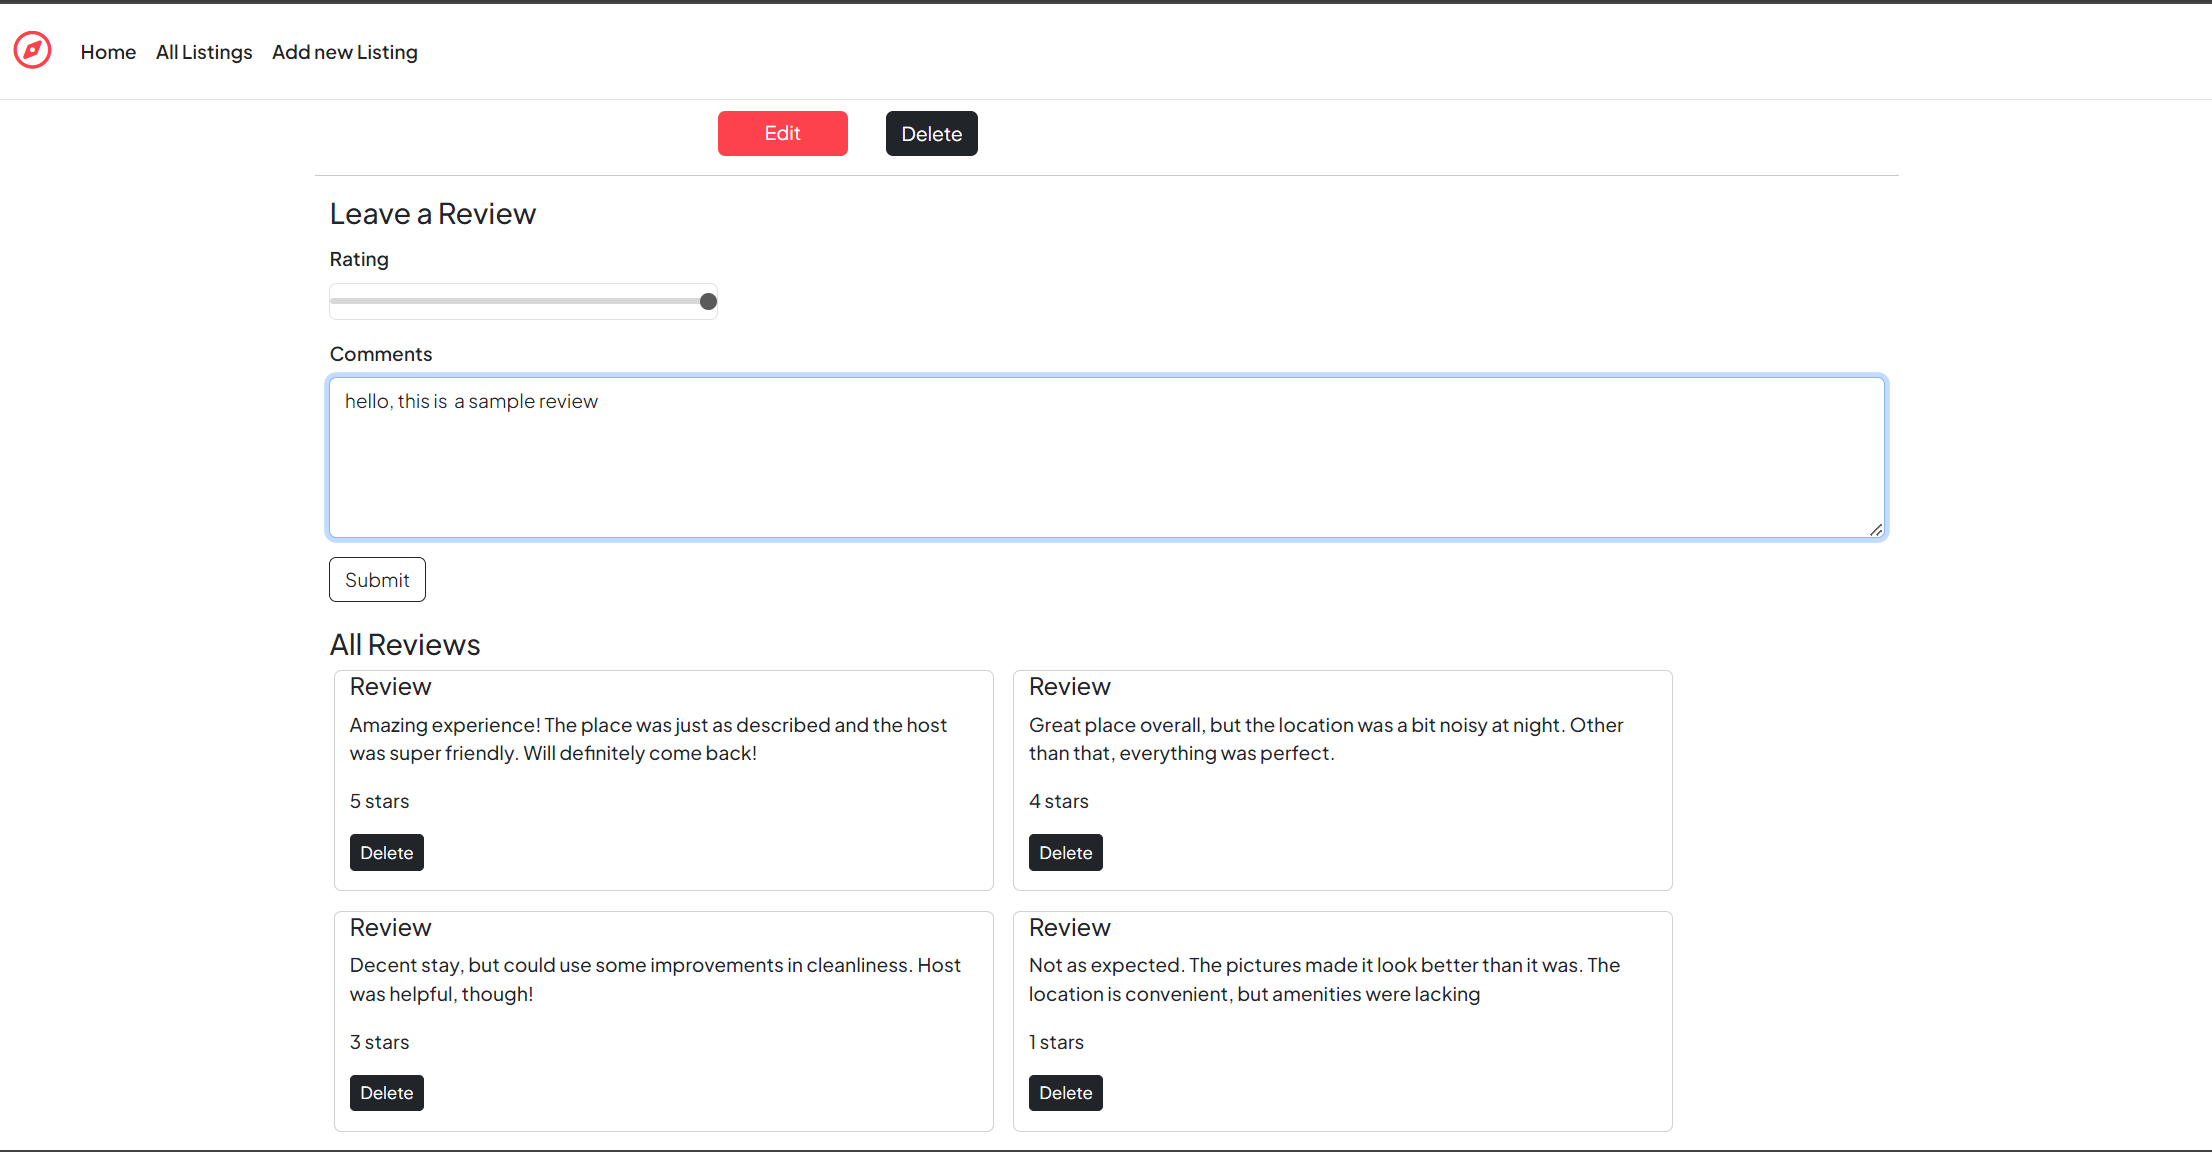 Home All Listings Add new Listing
Edit Delete
Leave a Review
Rating
Comments
hello, this is  a sample review
Submit
All Reviews
Review
Amazing experience! The place was just as described and the host
was super friendly. Will definitely come back!
5 stars
Delete
Review
Great place overall, but the location was a bit noisy at night. Other
than that, everything was perfect.
4 stars
Delete
Review
Decent stay, but could use some improvements in cleanliness. Host
was helpful, though!
3 stars
Delete
Review
Not as expected. The pictures made it look better than it was. The
location is convenient, but amenities were lacking
1 stars
Delete